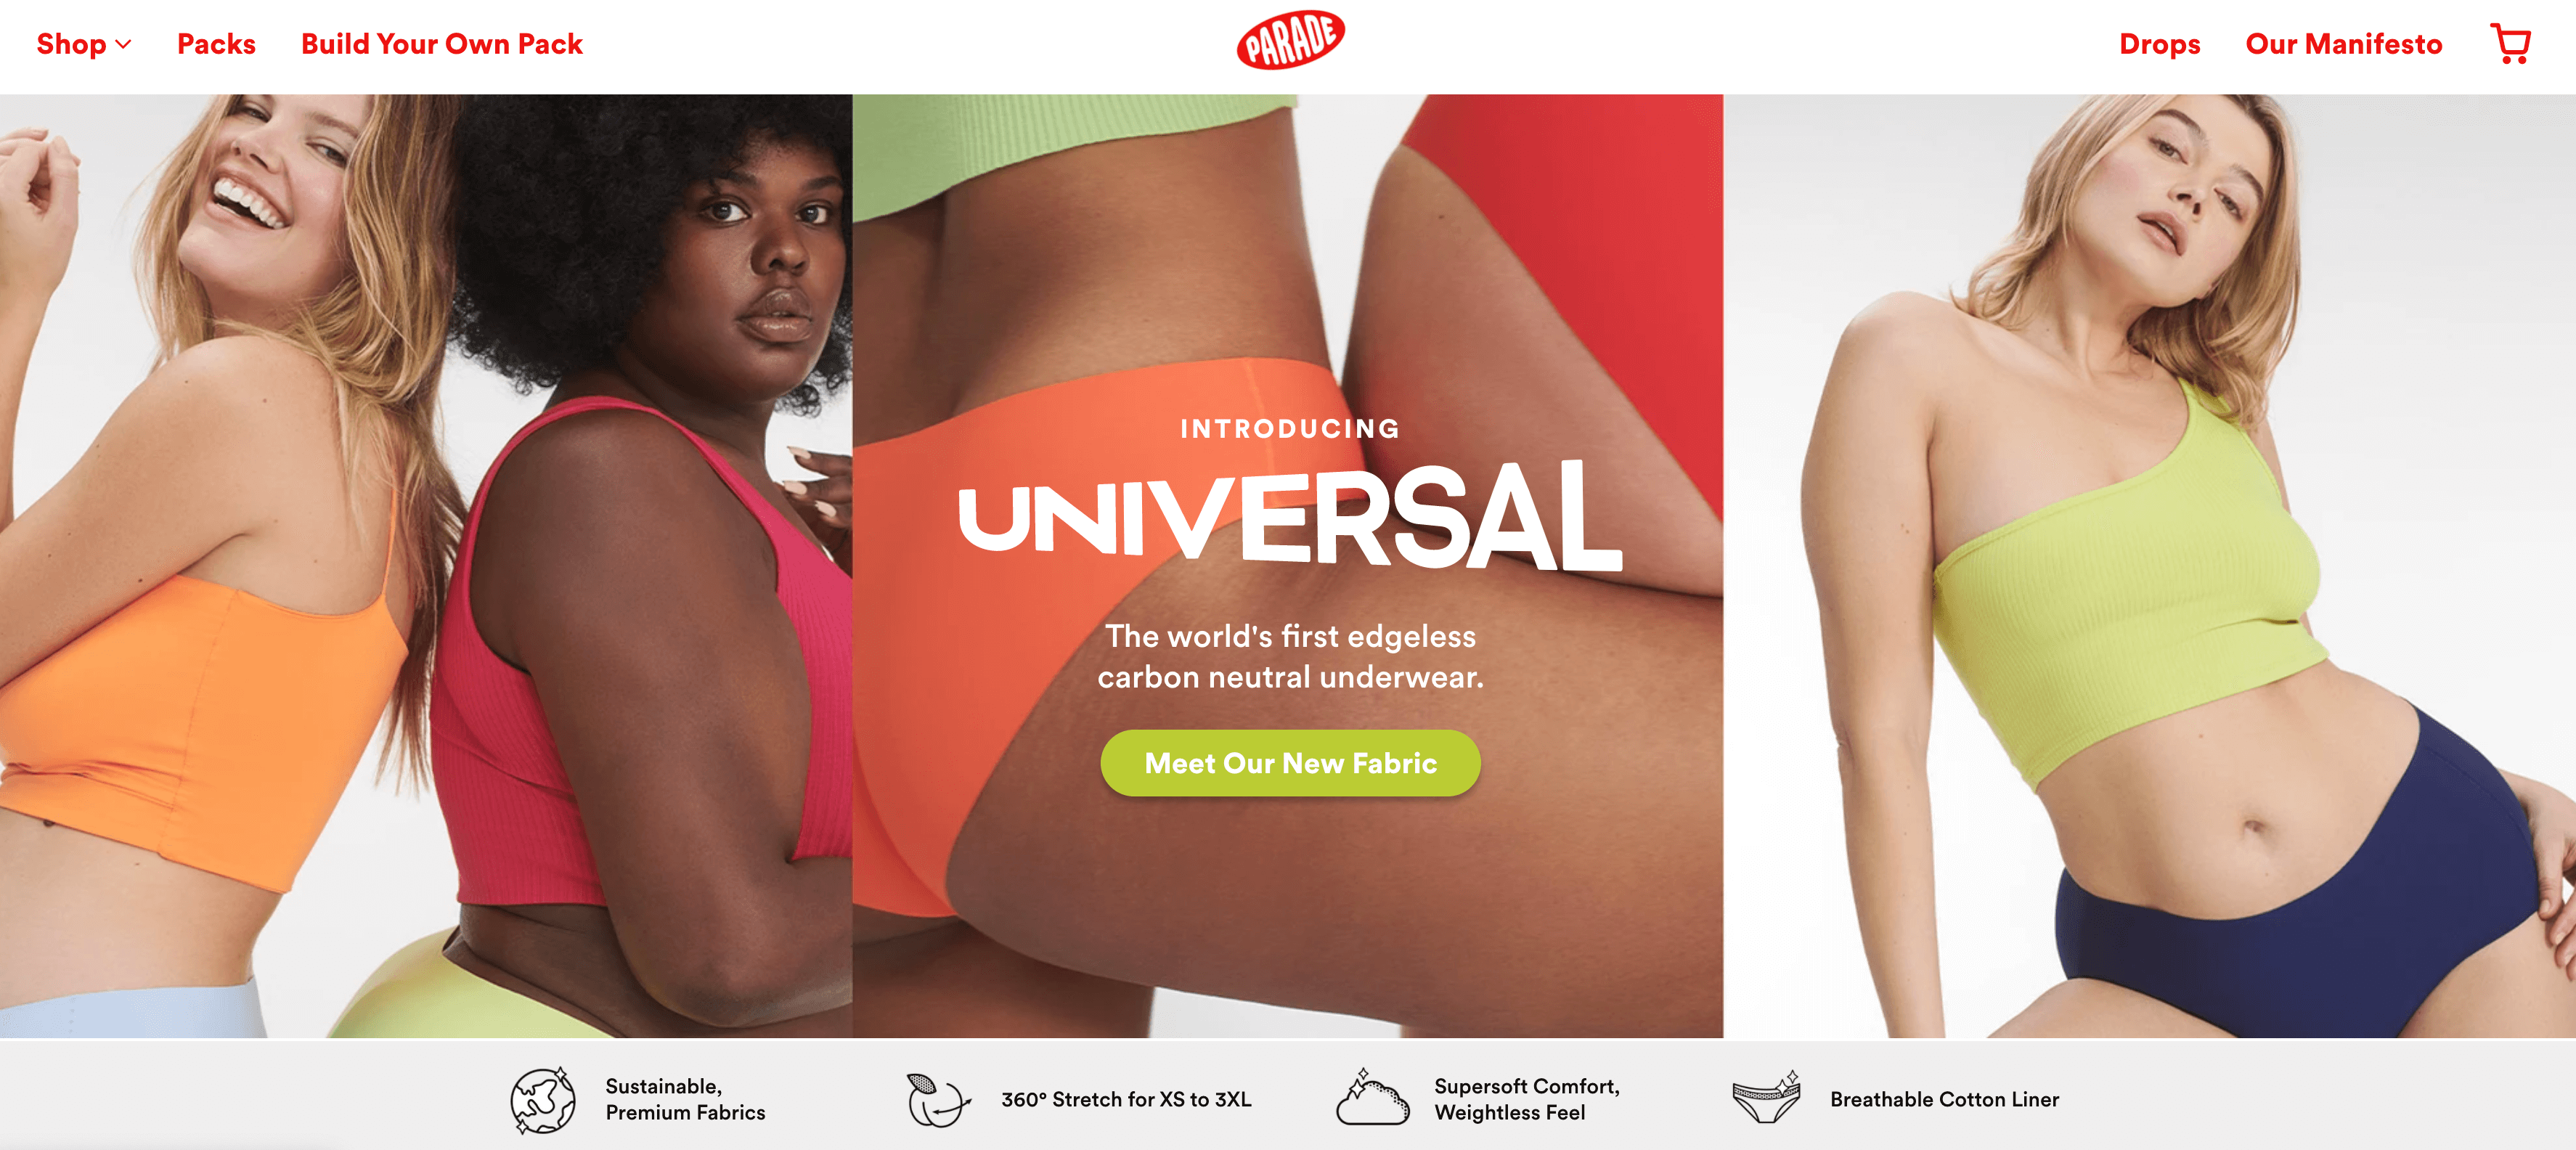 Shop
Packs
Build Your Own Pack
PARADE
Drops
Our Manifesto
INTRODUCING
UNIVERSAL
The world's first edgeless
carbon neutral underwear.
Meet Our New Fabric
Sustainable,
Premium Fabrics
360° Stretch for XS to 3XL
Supersoft Comfort,
Weightless Feel
Breathable Cotton Liner